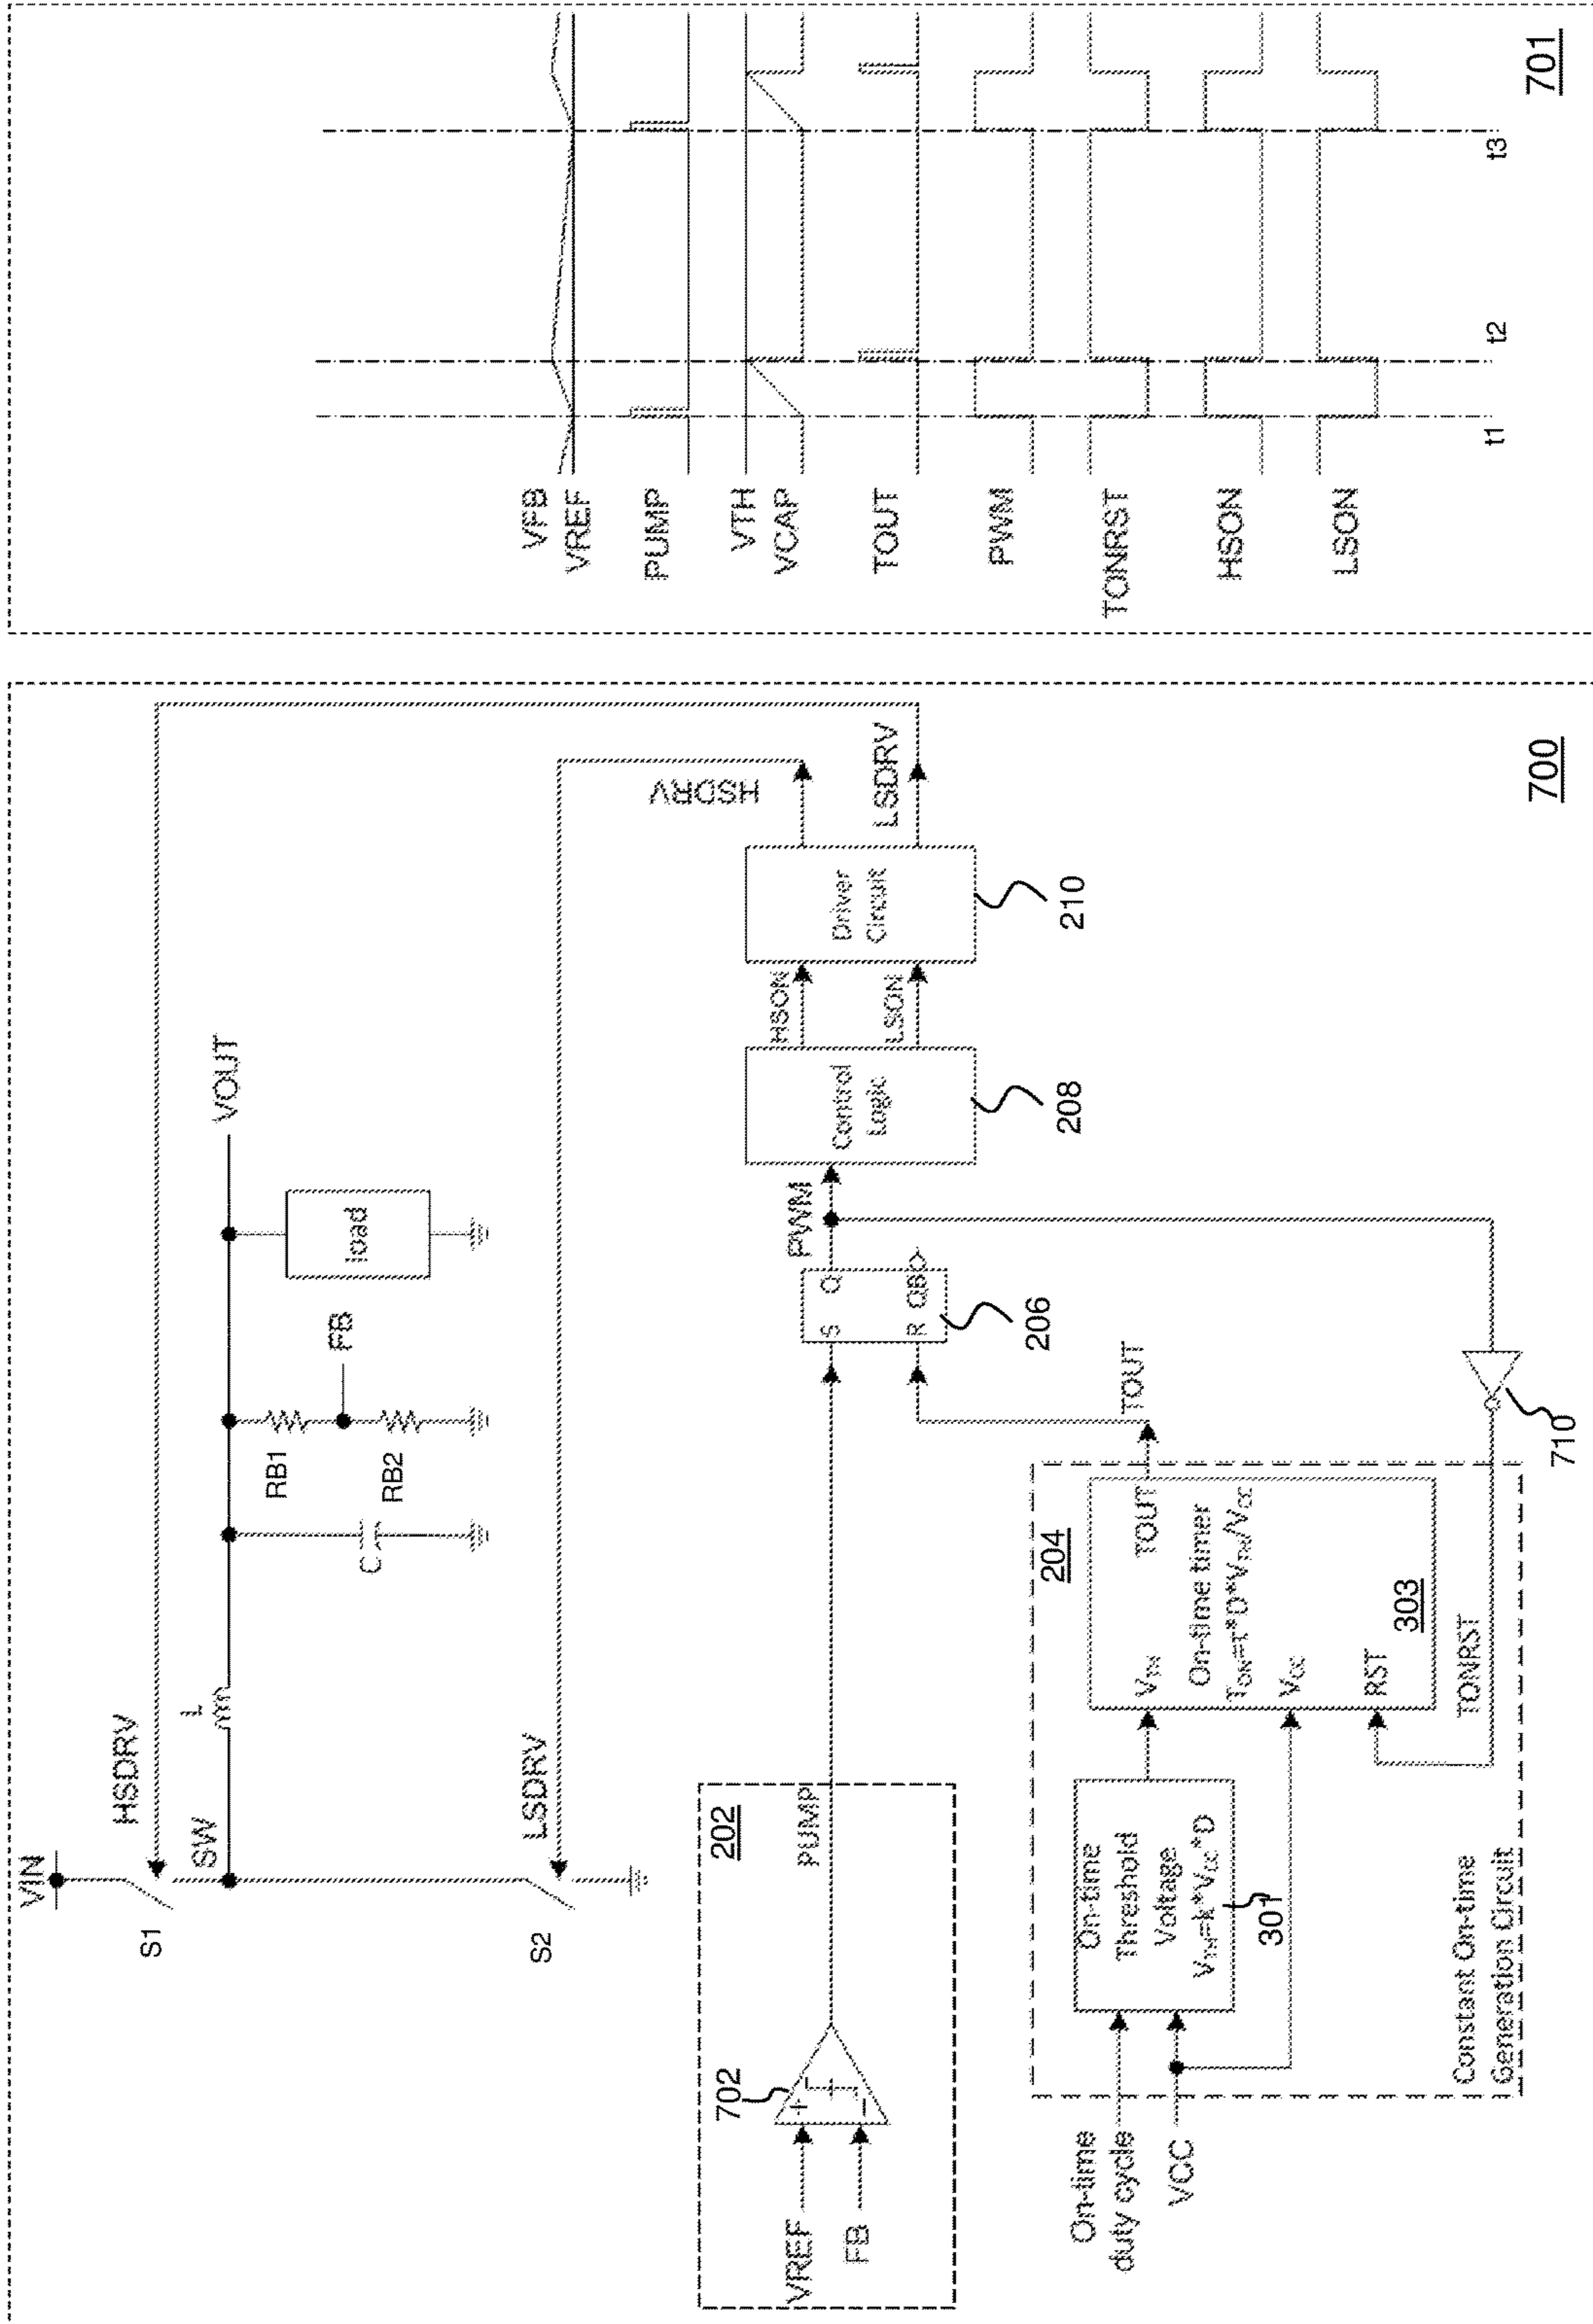 VIN
HSDRV
S1
SW
L
VOUT
C
RB1
RB2
FB
load
LSDRV
S2
202
702
VREF
FB
+
−
PUMP
S
Q
R
QB
206
PWM
Control
Logic
208
HSON
LSON
Driver
Circuit
210
HSDRV
LSDRV
On-time
duty cycle
VCC
On-time
Threshold
Voltage
VTH=k*VCC*D
301
204
VTH
TOUT
On-time timer
VCC
RST
303
TONRST
TOUT
710
Constant On-time
Generation Circuit
700
VFB
VREF
PUMP
VTH
VCAP
TOUT
PWM
TONRST
HSON
LSON
t1
t2
t3
701